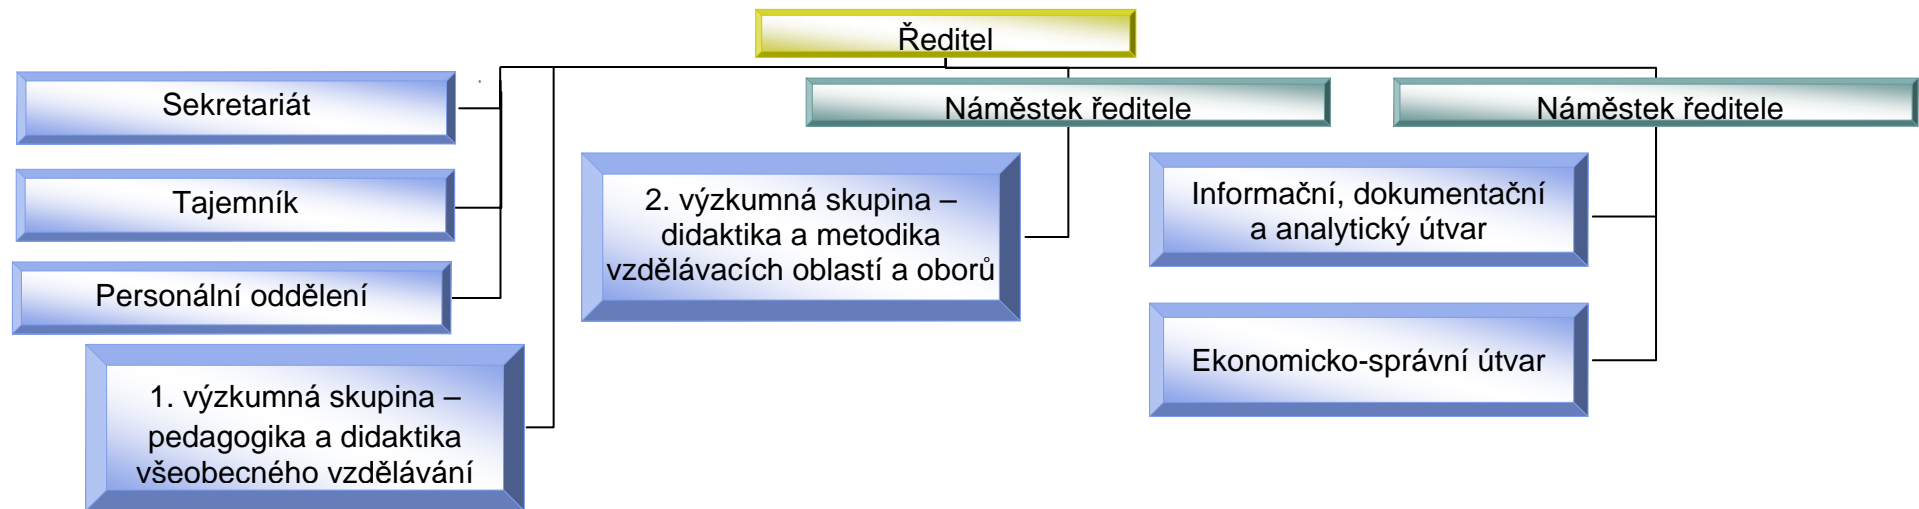 Ředitel
Sekretariát
Náměstek ředitele
Náměstek ředitele
Tajemník
2. výzkumná skupina –
didaktika a metodika
vzdělávacích oblastí a oborů
Informační, dokumentační
a analytický útvar
Personální oddělení
Ekonomicko-správní útvar
1. výzkumná skupina –
pedagogika a didaktika
všeobecného vzdělávání